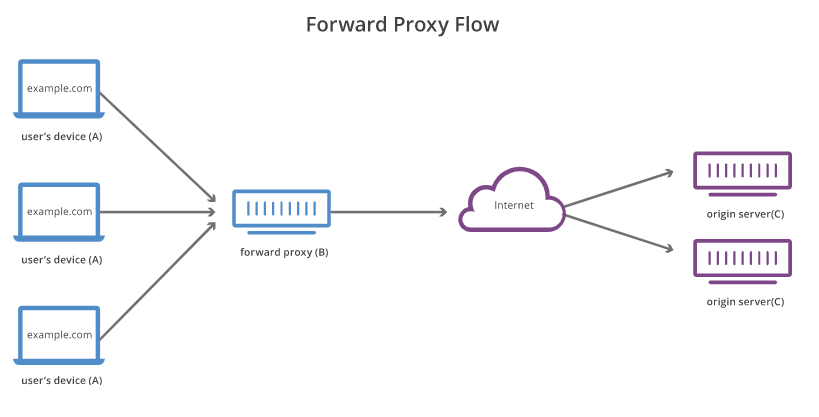 Forward Proxy Flow
example.com
user's device (A)
example.com
user's device (A)
example.com
user's device (A)
forward proxy (B)
Internet
origin server(C)
origin server(C)